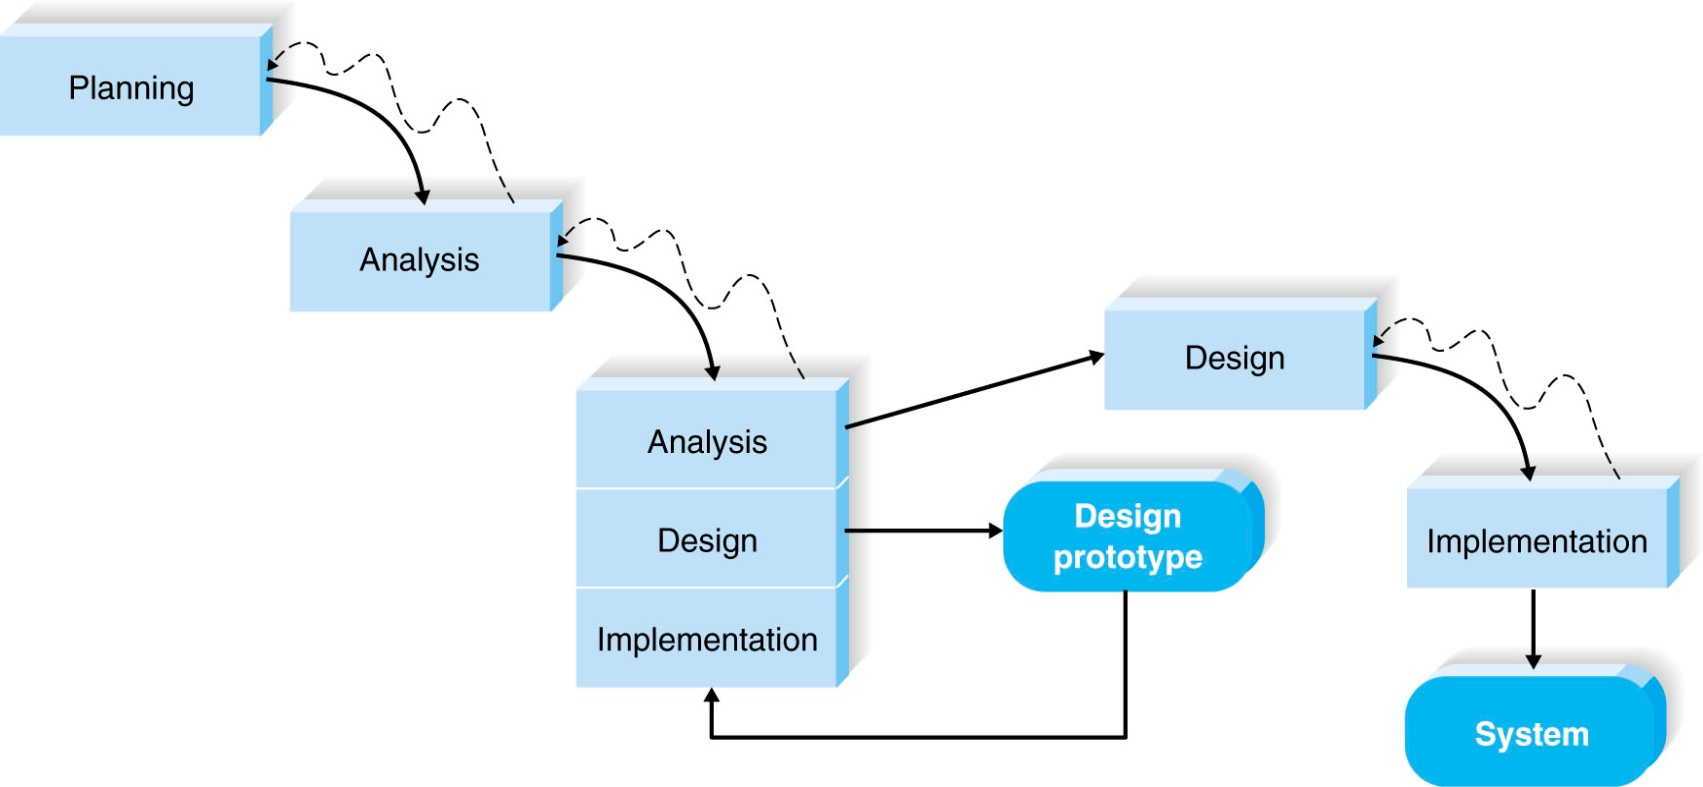 Planning
Analysis
Analysis
Design
Implementation
Design
prototype
Design
Implementation
System